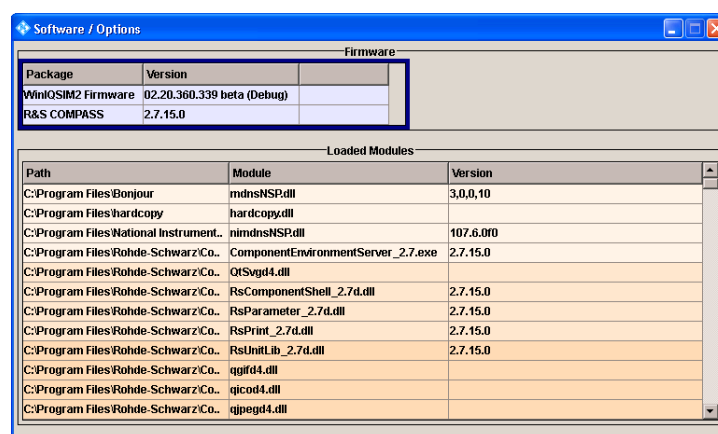 Software / Options
Firmware
Package Version
WinIQSIM2 Firmware 02.20.360.339 beta (Debug)
R&S COMPASS 2.7.15.0
Loaded Modules
Path Module Version
C:\Program Files\Bonjour mdnsNSP.dll 3,0,0,10
C:\Program Files\hardcopy hardcopy.dll
C:\Program Files\National Instrument.. nimdnsNSP.dll 107.6.0f0
C:\Program Files\Rohde-Schwarz\Co.. ComponentEnvironmentServer_2.7.exe 2.7.15.0
C:\Program Files\Rohde-Schwarz\Co.. QtSvgd4.dll
C:\Program Files\Rohde-Schwarz\Co.. RsComponentShell_2.7d.dll 2.7.15.0
C:\Program Files\Rohde-Schwarz\Co.. RsParameter_2.7d.dll 2.7.15.0
C:\Program Files\Rohde-Schwarz\Co.. RsPrint_2.7d.dll 2.7.15.0
C:\Program Files\Rohde-Schwarz\Co.. RsUnitLib_2.7d.dll 2.7.15.0
C:\Program Files\Rohde-Schwarz\Co.. qgifd4.dll
C:\Program Files\Rohde-Schwarz\Co.. qicod4.dll
C:\Program Files\Rohde-Schwarz\Co.. qjpegd4.dll